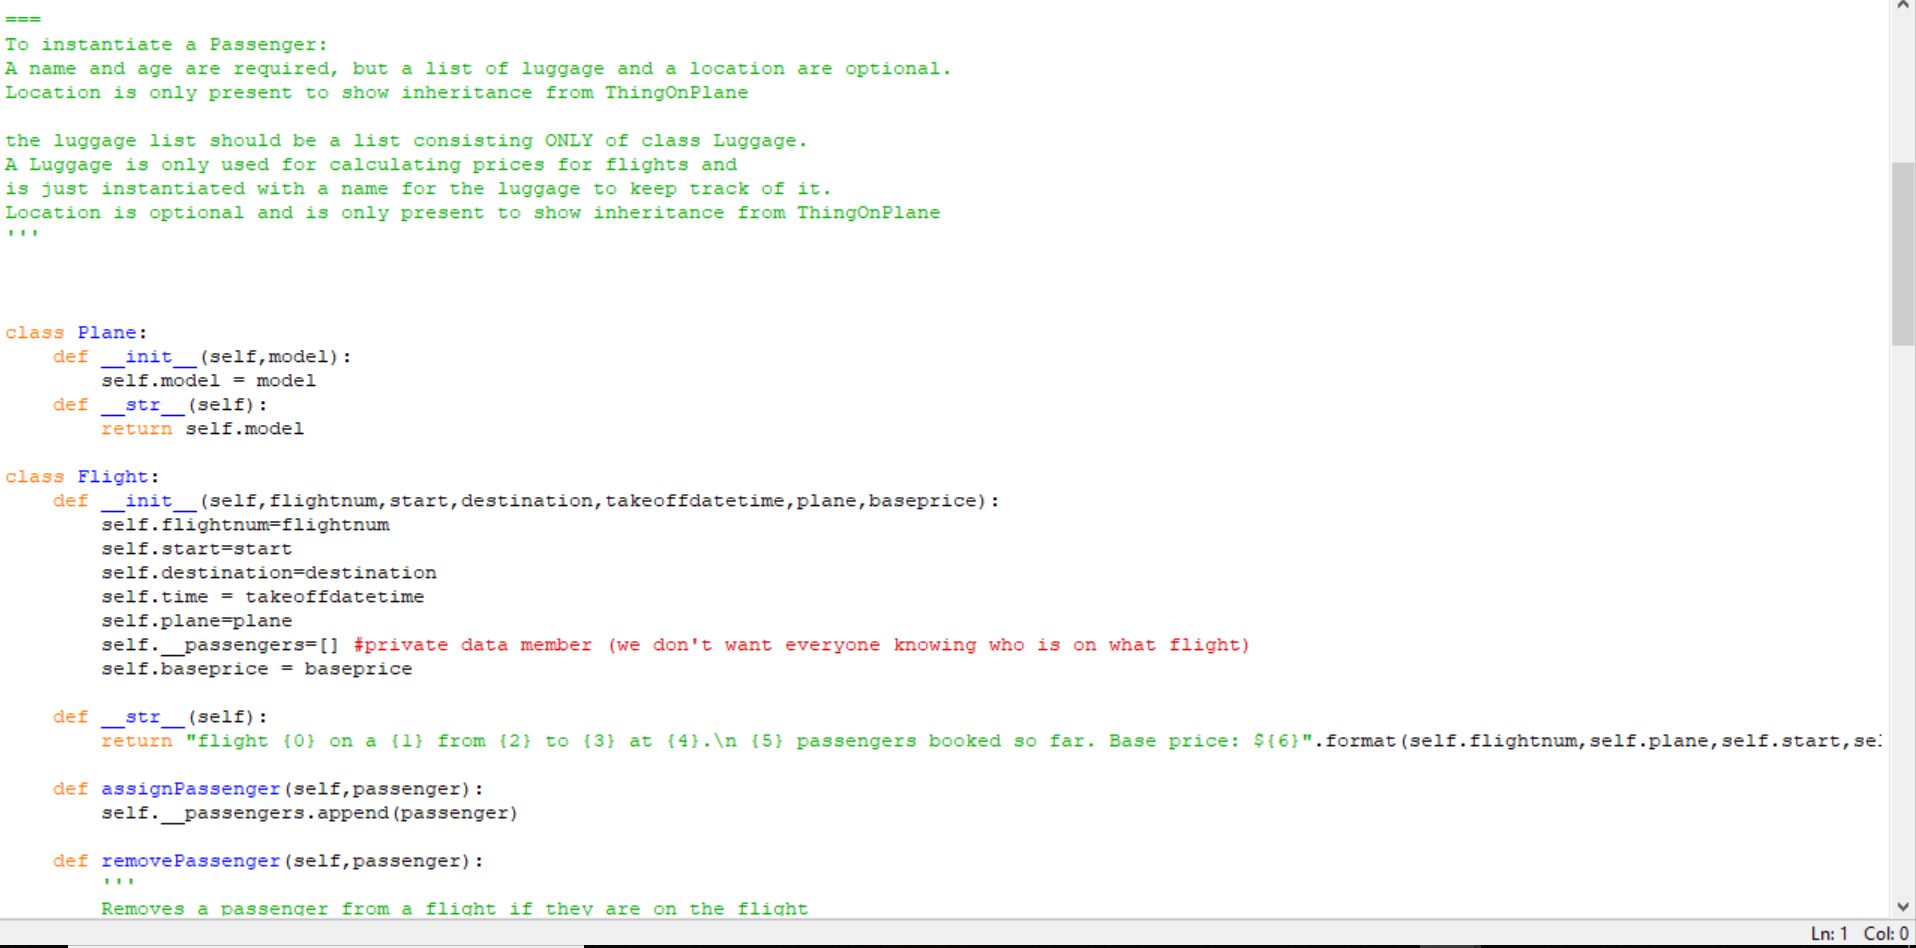 ===
To instantiate a Passenger:
A name and age are required, but a list of luggage and a location are optional.
Location is only present to show inheritance from ThingOnPlane

the luggage list should be a list consisting ONLY of class Luggage.
A Luggage is only used for calculating prices for flights and
is just instantiated with a name for the luggage to keep track of it.
Location is optional and is only present to show inheritance from ThingOnPlane
'''

class Plane:
    def __init__(self,model):
        self.model = model
    def __str__(self):
        return self.model

class Flight:
    def __init__(self,flightnum,start,destination,takeoffdatetime,plane,baseprice):
        self.flightnum=flightnum
        self.start=start
        self.destination=destination
        self.time = takeoffdatetime
        self.plane=plane
        self.__passengers=[] #private data member (we don't want everyone knowing who is on what flight)
        self.baseprice = baseprice

    def __str__(self):
        return "flight {0} on a {1} from {2} to {3} at {4}.\n {5} passengers booked so far. Base price: ${6}".format(self.flightnum,self.plane,self.start,se

    def assignPassenger(self,passenger):
        self.__passengers.append(passenger)

    def removePassenger(self,passenger):
        '''
        Removes a passenger from a flight if they are on the flight
Ln: 1 Col: 0